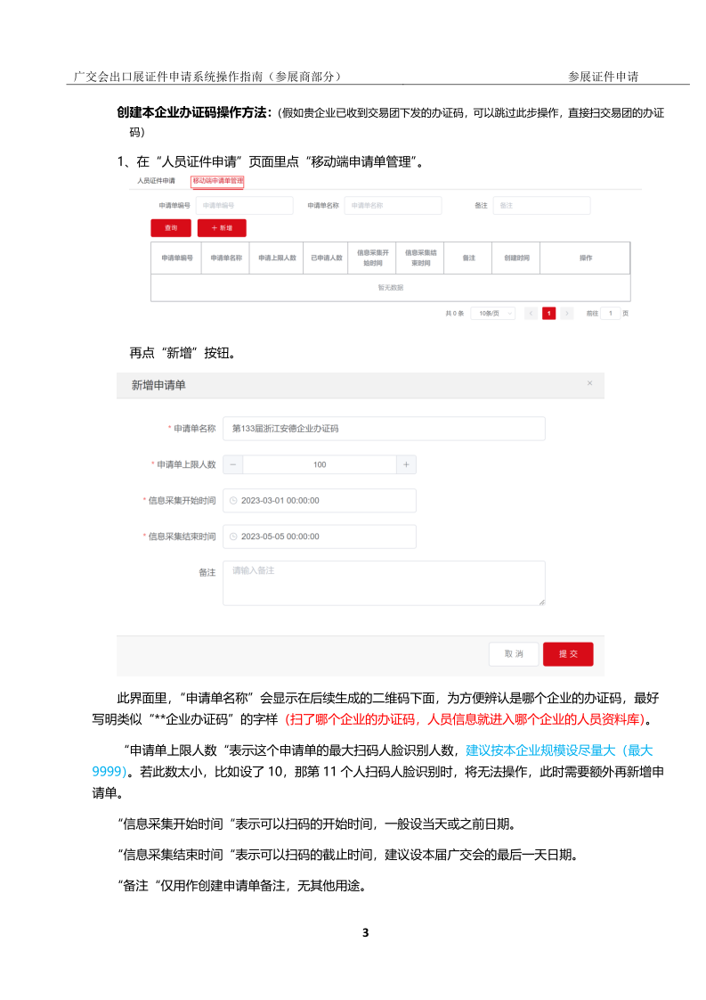 广交会出口展证件申请系统操作指南（参展商部分） 参展证件申请
创建本企业办证码操作方法：（假如贵企业已收到交易团下发的办证码，可以跳过此步操作，直接扫交易团的办证
码）
1、在“人员证件申请”页面里点“移动端申请单管理”。
人员证件申请 移动端申请单管理
申请单编号 申请单编号 申请单名称 申请单名称 备注 备注
查询 ＋ 新增
申请单编号 申请单名称 申请上限人数 已申请人数 信息采集开始时间 信息采集结束时间 备注 创建时间 操作
暂无数据
共 0 条 10条/页 < 1 > 前往 1 页
再点“新增”按钮。
新增申请单 ×
* 申请单名称 第133届浙江安德企业办证码
* 申请单上限人数 － 100 ＋
* 信息采集开始时间 2023-03-01 00:00:00
* 信息采集结束时间 2023-05-05 00:00:00
备注 请输入备注
取 消 提 交
此界面里，“申请单名称”会显示在后续生成的二维码下面，为方便辨认是哪个企业的办证码，最好
写明类似“**企业办证码”的字样（扫了哪个企业的办证码，人员信息就进入哪个企业的人员资料库）。
“申请单上限人数“表示这个申请单的最大扫码人脸识别人数，建议按本企业规模设尽量大（最大
9999）。若此数太小，比如设了 10，那第 11 个人扫码人脸识别时，将无法操作，此时需要额外再新增申
请单。
“信息采集开始时间“表示可以扫码的开始时间，一般设当天或之前日期。
“信息采集结束时间“表示可以扫码的截止时间，建议设本届广交会的最后一天日期。
“备注“仅用作创建申请单备注，无其他用途。
3